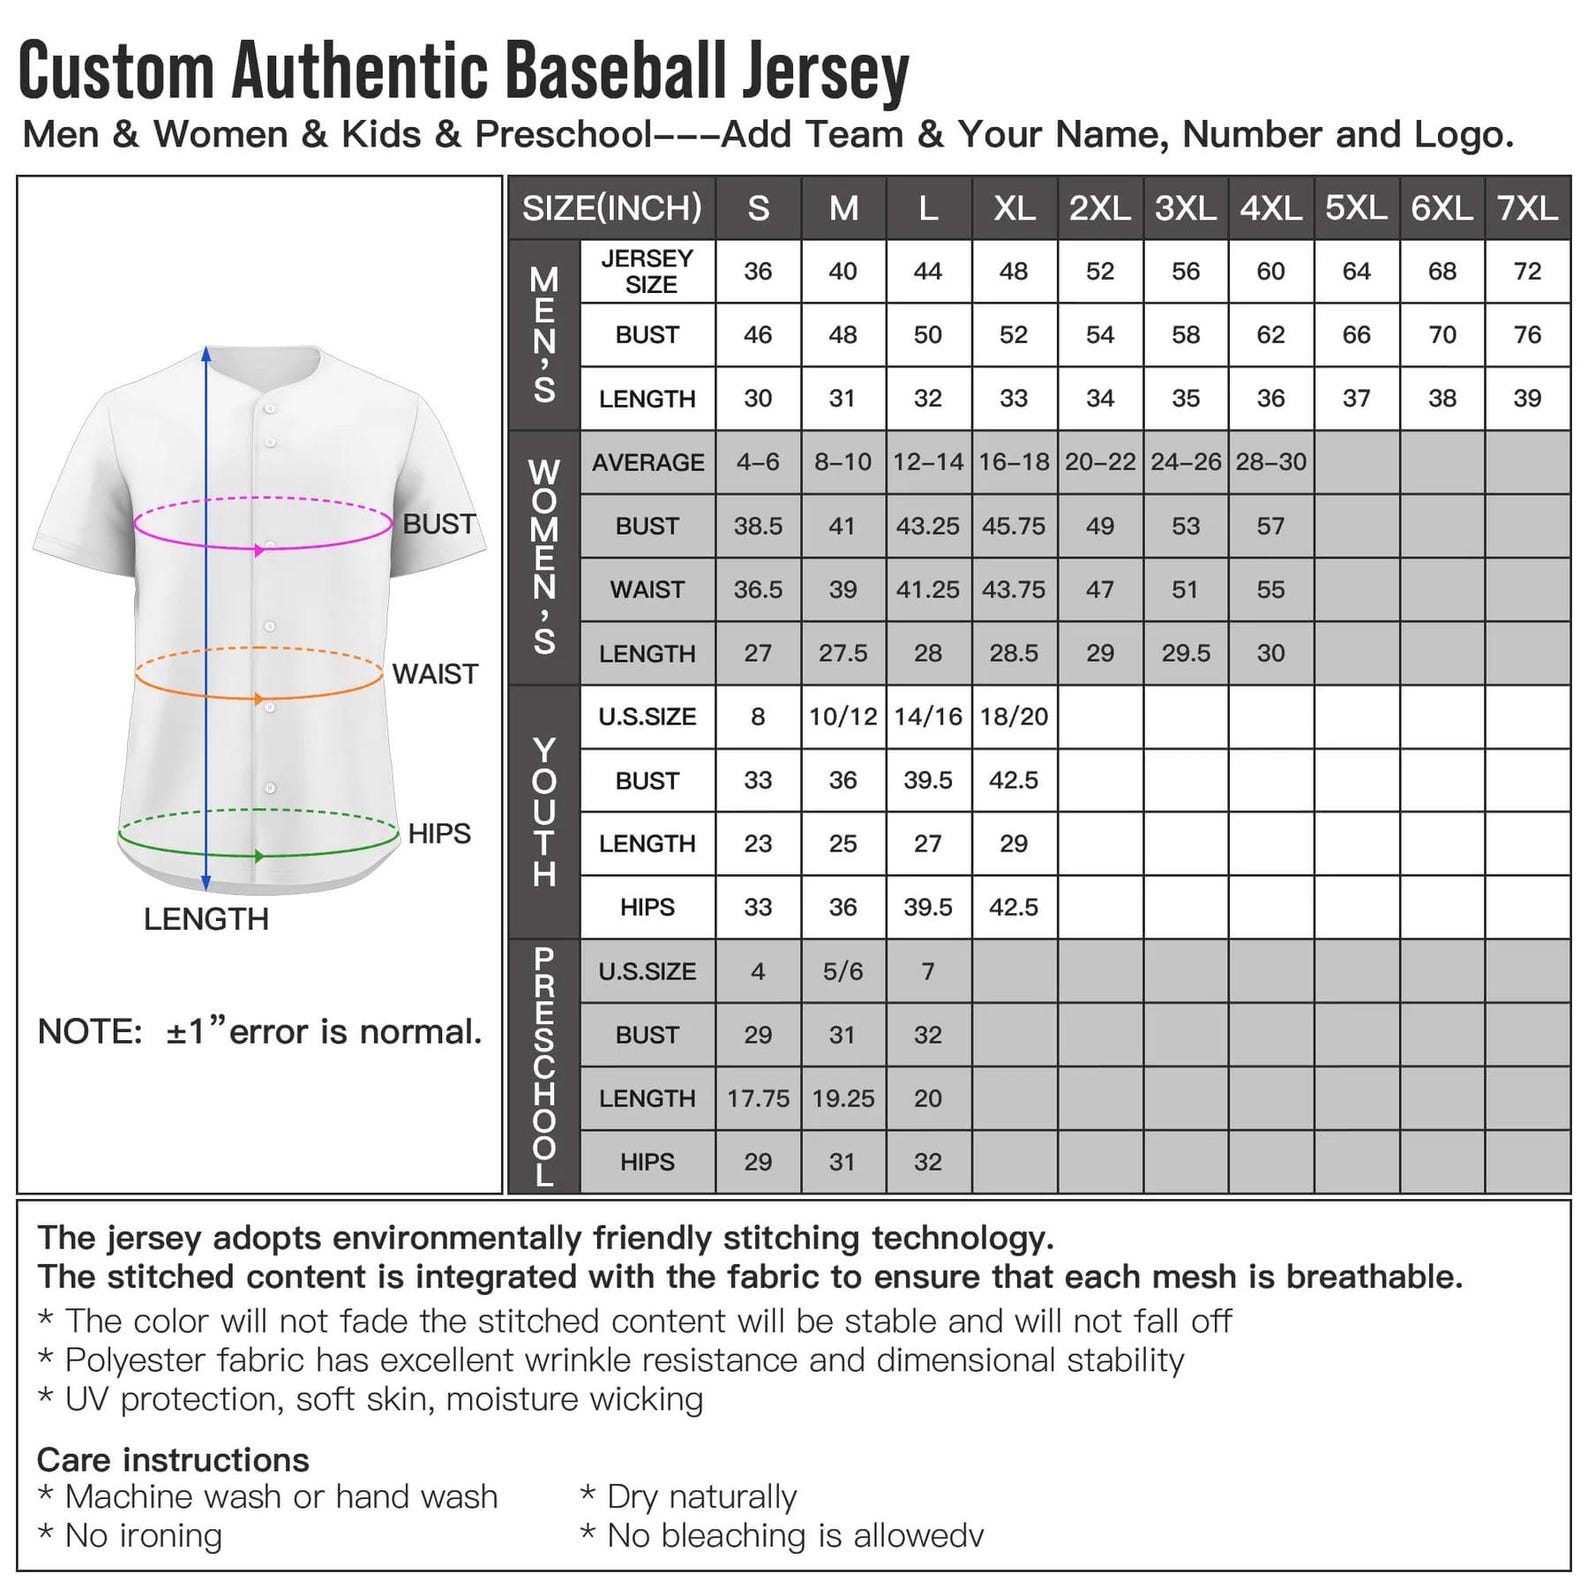 Custom Authentic Baseball Jersey
Men & Women & Kids & Preschool---Add Team & Your Name, Number and Logo.
BUST
WAIST
HIPS
LENGTH
NOTE: ±1”error is normal.
SIZE(INCH) S M L XL 2XL 3XL 4XL 5XL 6XL 7XL
MEN’S
JERSEY SIZE 36 40 44 48 52 56 60 64 68 72
BUST 46 48 50 52 54 58 62 66 70 76
LENGTH 30 31 32 33 34 35 36 37 38 39
WOMEN’S
AVERAGE 4–6 8–10 12–14 16–18 20–22 24–26 28–30
BUST 38.5 41 43.25 45.75 49 53 57
WAIST 36.5 39 41.25 43.75 47 51 55
LENGTH 27 27.5 28 28.5 29 29.5 30
YOUTH
U.S.SIZE 8 10/12 14/16 18/20
BUST 33 36 39.5 42.5
LENGTH 23 25 27 29
HIPS 33 36 39.5 42.5
PRESCHOOL
U.S.SIZE 4 5/6 7
BUST 29 31 32
LENGTH 17.75 19.25 20
HIPS 29 31 32
The jersey adopts environmentally friendly stitching technology.
The stitched content is integrated with the fabric to ensure that each mesh is breathable.
* The color will not fade the stitched content will be stable and will not fall off
* Polyester fabric has excellent wrinkle resistance and dimensional stability
* UV protection, soft skin, moisture wicking
Care instructions
* Machine wash or hand wash * Dry naturally
* No ironing * No bleaching is allowedv